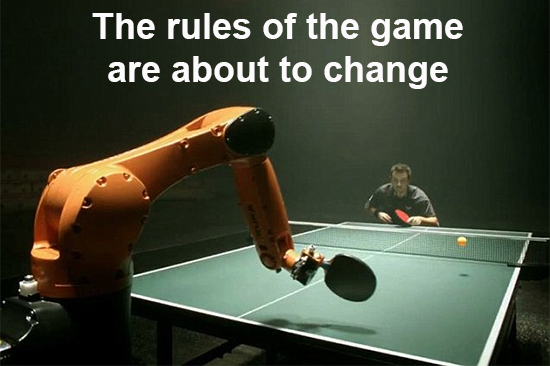 The rules of the game
are about to change